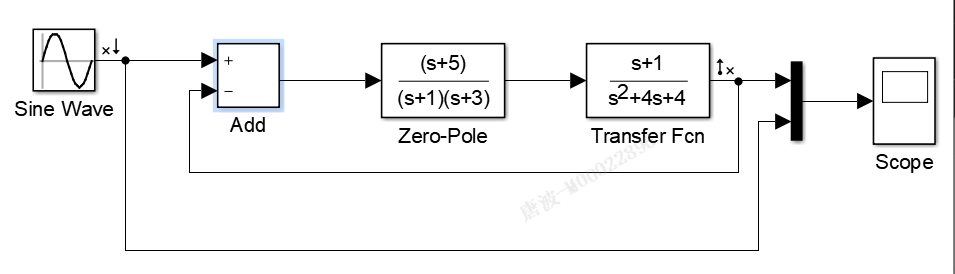 Sine Wave
+
−
Add
(s+5)
(s+1)(s+3)
Zero-Pole
s+1
s²+4s+4
Transfer Fcn
Scope